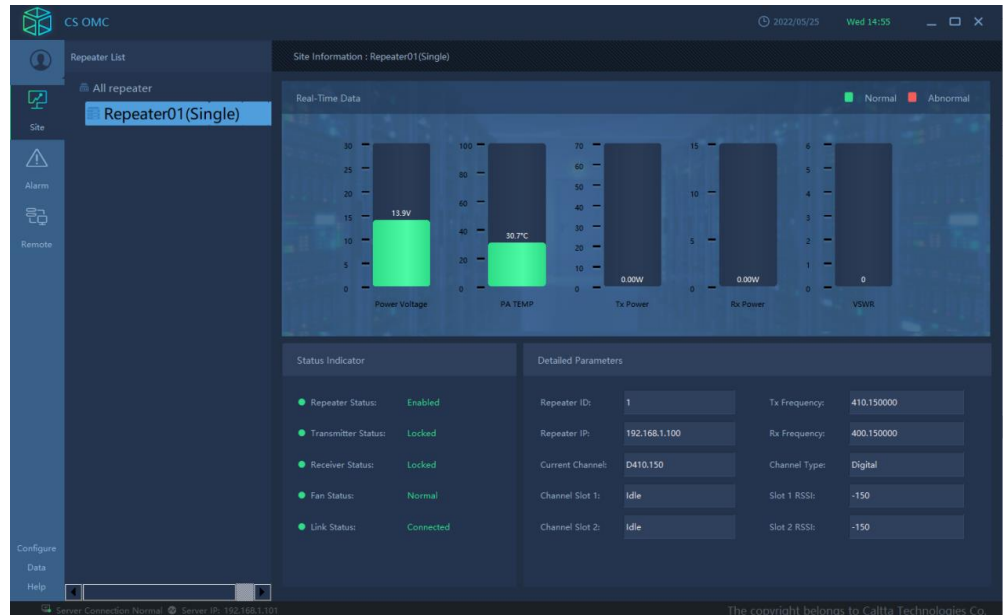 CS OMC
2022/05/25 Wed 14:55
Repeater List
Site Information : Repeater01(Single)
All repeater
Repeater01(Single)
Site
Alarm
Remote
Configure
Data
Help
Real-Time Data
Normal Abnormal
30 25 20 15 10 5 0
13.9V
Power Voltage
100 80 60 40 20 0
30.7°C
PA TEMP
70 60 50 40 30 20 10 0
0.00W
Tx Power
15 10 5 0
0.00W
Rx Power
6 5 4 3 2 1 0
0
VSWR
Status Indicator
Repeater Status: Enabled
Transmitter Status: Locked
Receiver Status: Locked
Fan Status: Normal
Link Status: Connected
Detailed Parameters
Repeater ID: 1 Tx Frequency: 410.150000
Repeater IP: 192.168.1.100 Rx Frequency: 400.150000
Current Channel: D410.150 Channel Type: Digital
Channel Slot 1: Idle Slot 1 RSSI: -150
Channel Slot 2: Idle Slot 2 RSSI: -150
Server Connection Normal Server IP: 192.168.1.101
The copyright belongs to Caltta Technologies Co.